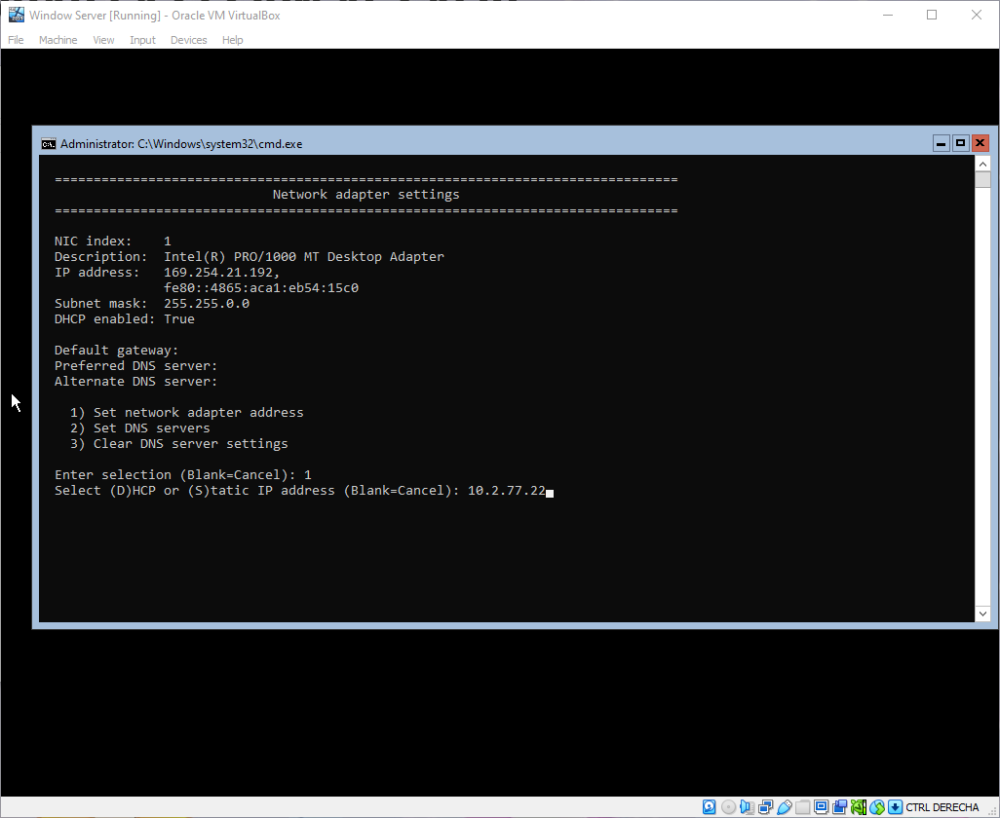 Window Server [Running] - Oracle VM VirtualBox
File Machine View Input Devices Help
Administrator: C:\Windows\system32\cmd.exe
================================================================================
Network adapter settings
================================================================================
NIC index: 1
Description: Intel(R) PRO/1000 MT Desktop Adapter
IP address: 169.254.21.192,
fe80::4865:aca1:eb54:15c0
Subnet mask: 255.255.0.0
DHCP enabled: True
Default gateway:
Preferred DNS server:
Alternate DNS server:
1) Set network adapter address
2) Set DNS servers
3) Clear DNS server settings
Enter selection (Blank=Cancel): 1
Select (D)HCP or (S)tatic IP address (Blank=Cancel): 10.2.77.22
CTRL DERECHA